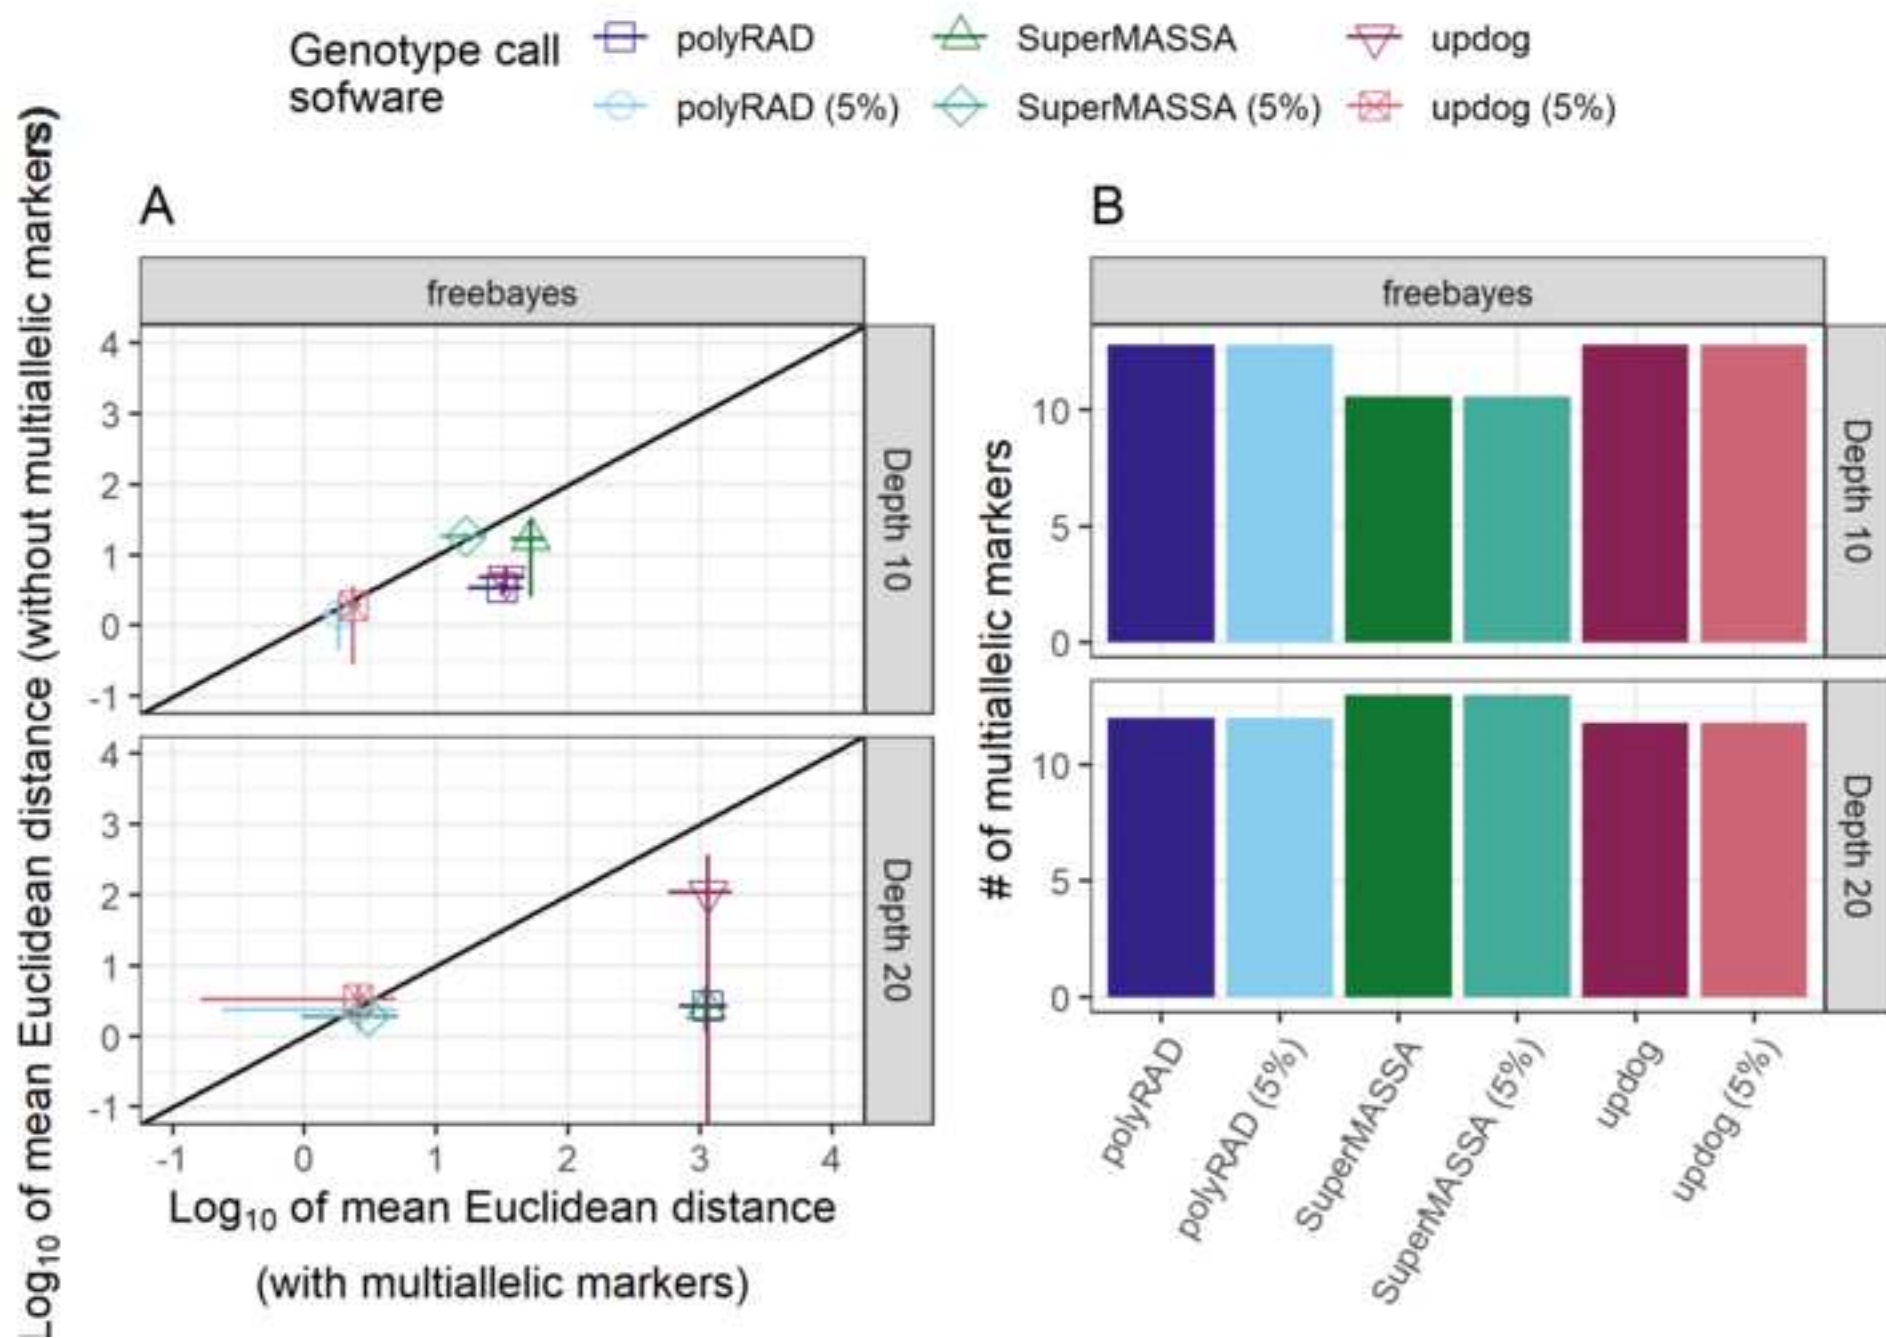 Genotype call
sofware
polyRAD
SuperMASSA
updog
polyRAD (5%)
SuperMASSA (5%)
updog (5%)
A
B
Log10 of mean Euclidean distance (without multiallelic markers)
freebayes
4
3
2
1
0
-1
Depth 10
4
3
2
1
0
-1
Depth 20
-1 0 1 2 3 4
Log10 of mean Euclidean distance
(with multiallelic markers)
# of multiallelic markers
freebayes
10
5
0
Depth 10
10
5
0
Depth 20
polyRAD
polyRAD (5%)
SuperMASSA
SuperMASSA (5%)
updog
updog (5%)